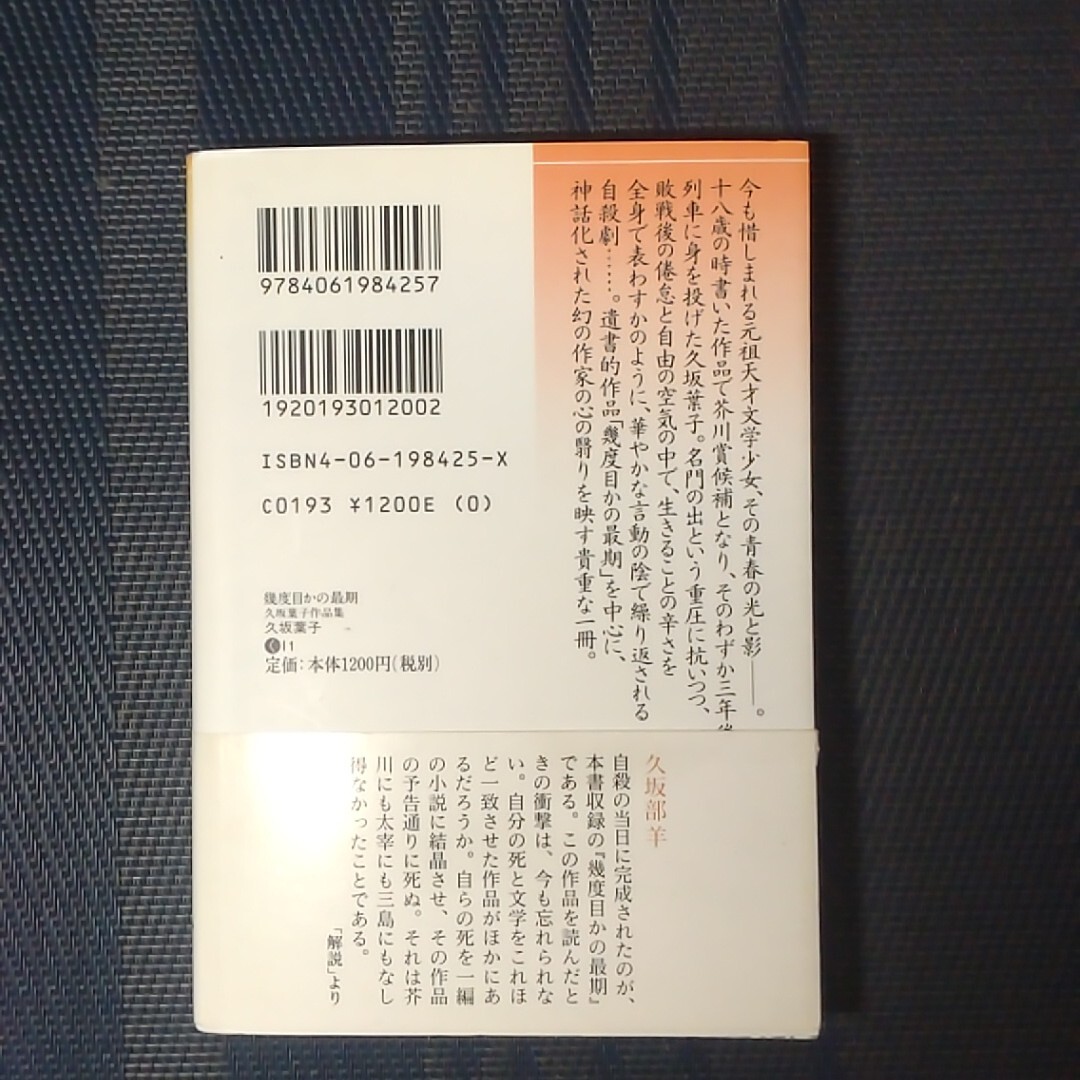 今も惜しまれる元祖天才文学少女、その青春の光と影――。
十八歳の時書いた作品で芥川賞候補となり、そのわずか三年後
列車に身を投げた久坂葉子。名門の出という重圧に抗いつつ、
敗戦後の倦怠と自由の空気の中で、生きることの辛さを
全身で表わすかのように、華やかな言動の陰で繰り返される
自殺劇……。遺書的作品「幾度目かの最期」を中心に、
神話化された幻の作家の心の翳りを映す貴重な一冊。
9784061984257
1920193012002
ISBN4-06-198425-X
C0193 ¥1200E (0)
幾度目かの最期
久坂葉子作品集
久坂葉子
く I1
定価:本体1200円(税別)
久坂部羊
自殺の当日に完成されたのが、
本書収録の『幾度目かの最期』
である。この作品を読んだと
きの衝撃は、今も忘れられな
い。自分の死と文学をこれほ
ど一致させた作品がほかにあ
るだろうか。自らの死を一編
の小説に結晶させ、その作品
の予告通りに死ぬ。それは芥
川にも太宰にも三島にもなし
得なかったことである。
「解説」より